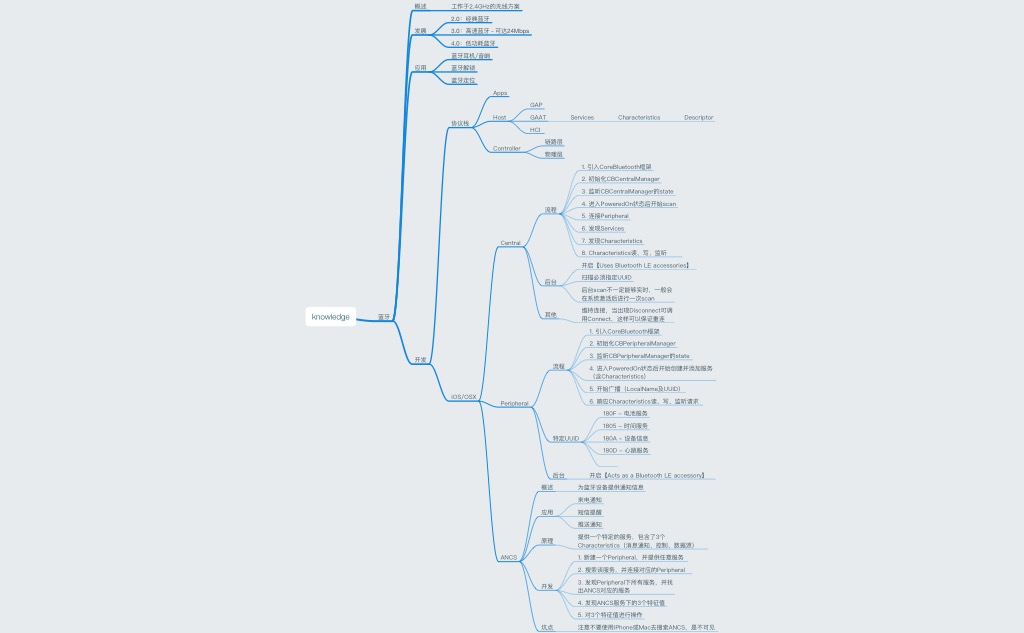 概述
工作于2.4GHz的无线方案
发展
2.0：经典蓝牙
3.0：高速蓝牙 - 可达24Mbps
4.0：低功耗蓝牙
应用
蓝牙耳机/音响
蓝牙解锁
蓝牙定位
knowledge
蓝牙
开发
协议栈
Apps
Host
GAP
GAAT
Services
Characteristics
Descriptor
HCI
Controller
链路层
物理层
iOS/OSX
Central
流程
1. 引入CoreBluetooth框架
2. 初始化CBCentralManager
3. 监听CBCentralManager的state
4. 进入PoweredOn状态后开始scan
5. 连接Peripheral
6. 发现Services
7. 发现Characteristics
8. Characteristics读、写、监听
后台
开启【Uses Bluetooth LE accessories】
扫描必须指定UUID
后台scan不一定能够实时，一般会
在系统激活后进行一次scan
其他
维持连接，当出现Disconnect可调
用Connect，这样可以保证重连
Peripheral
流程
1. 引入CoreBluetooth框架
2. 初始化CBPeripheralManager
3. 监听CBPeripheralManager的state
4. 进入PoweredOn状态后开始创建并添加服务
（含Characteristics）
5. 开始广播（LocalName及UUID）
6. 响应Characteristics读、写、监听请求
特定UUID
180F - 电池服务
1805 - 时间服务
180A - 设备信息
180D - 心跳服务
后台
开启【Acts as a Bluetooth LE accessory】
ANCS
概述
为蓝牙设备提供通知信息
应用
来电通知
短信提醒
推送通知
原理
提供一个特定的服务，包含了3个
Characteristics（消息通知、控制、数据源）
开发
1. 新建一个Peripheral，并提供任意服务
2. 搜索该服务，并连接对应的Peripheral
3. 发现Peripheral下所有服务，并找
出ANCS对应的服务
4. 发现ANCS服务下的3个特征值
5. 对3个特征值进行操作
坑点
注意不要使用iPhone或Mac去搜索ANCS，是不可见